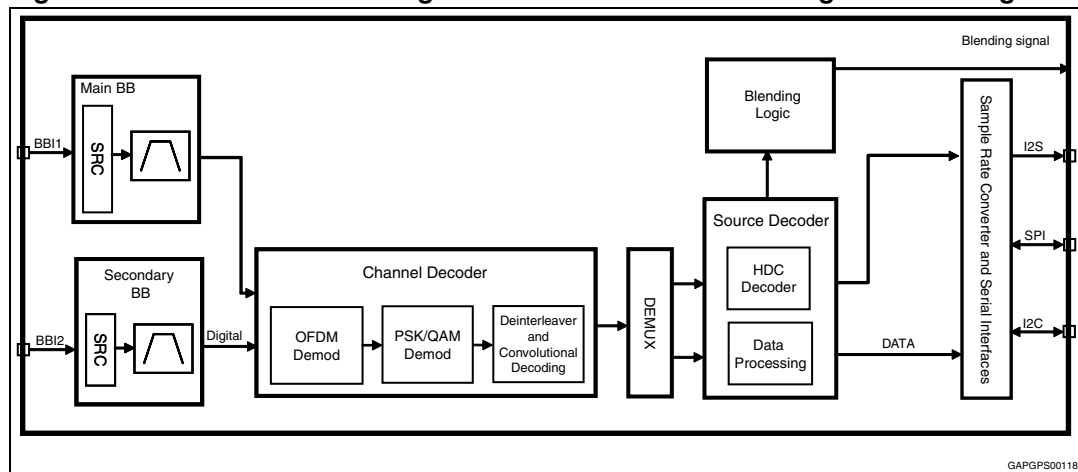 Blending signal
Main BB
SRC
BBI1
Blending
Logic
Sample Rate Converter and Serial Interfaces
I2S
SPI
I2C
Secondary
BB
SRC
BBI2
Digital
Channel Decoder
OFDM
Demod
PSK/QAM
Demod
Deinterleaver
and
Convolutional
Decoding
DEMUX
Source Decoder
HDC
Decoder
Data
Processing
DATA
GAPGPS00118